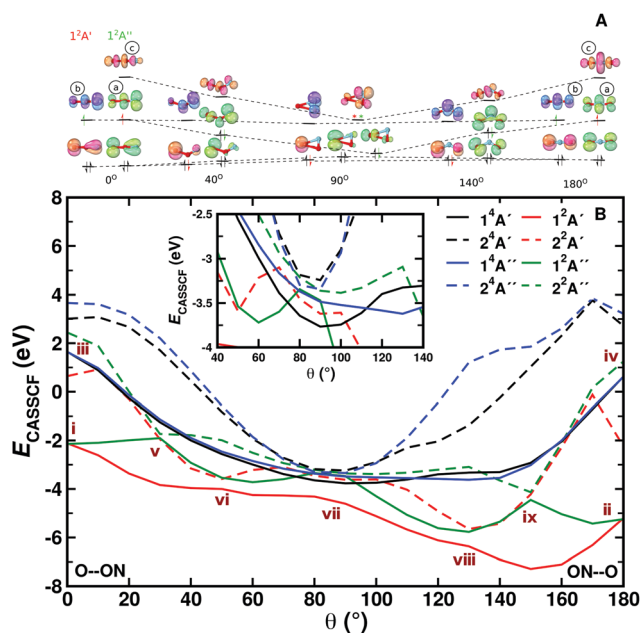 A
1²A′ 1²A″
c c
b a b a
0° 40° 90° 140° 180°
B
8
6
4
2
0
-2
-4
-6
-8
E_CASSCF (eV)
0 20 40 60 80 100 120 140 160 180
θ (°)
-2.5
-3
-3.5
-4
E_CASSCF (eV)
40 60 80 100 120 140
θ (°)
1⁴A′ 1²A′
2⁴A′ 2²A′
1⁴A″ 1²A″
2⁴A″ 2²A″
iii
i
v
vi
vii
viii
ix
iv
ii
O--ON ON--O